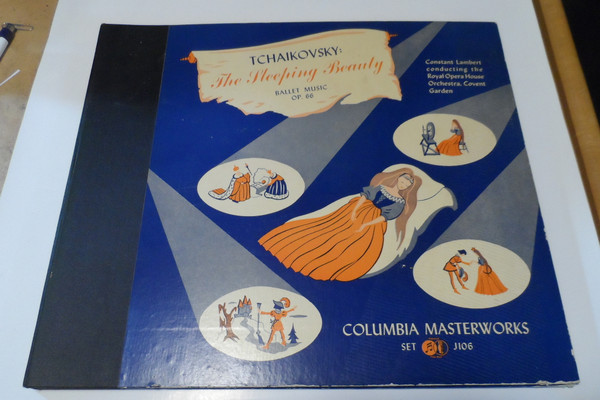 TCHAIKOVSKY:
The Sleeping Beauty
BALLET MUSIC
OP. 66
Constant Lambert
conducting the
Royal Opera House
Orchestra, Covent
Garden
COLUMBIA MASTERWORKS
SET J106